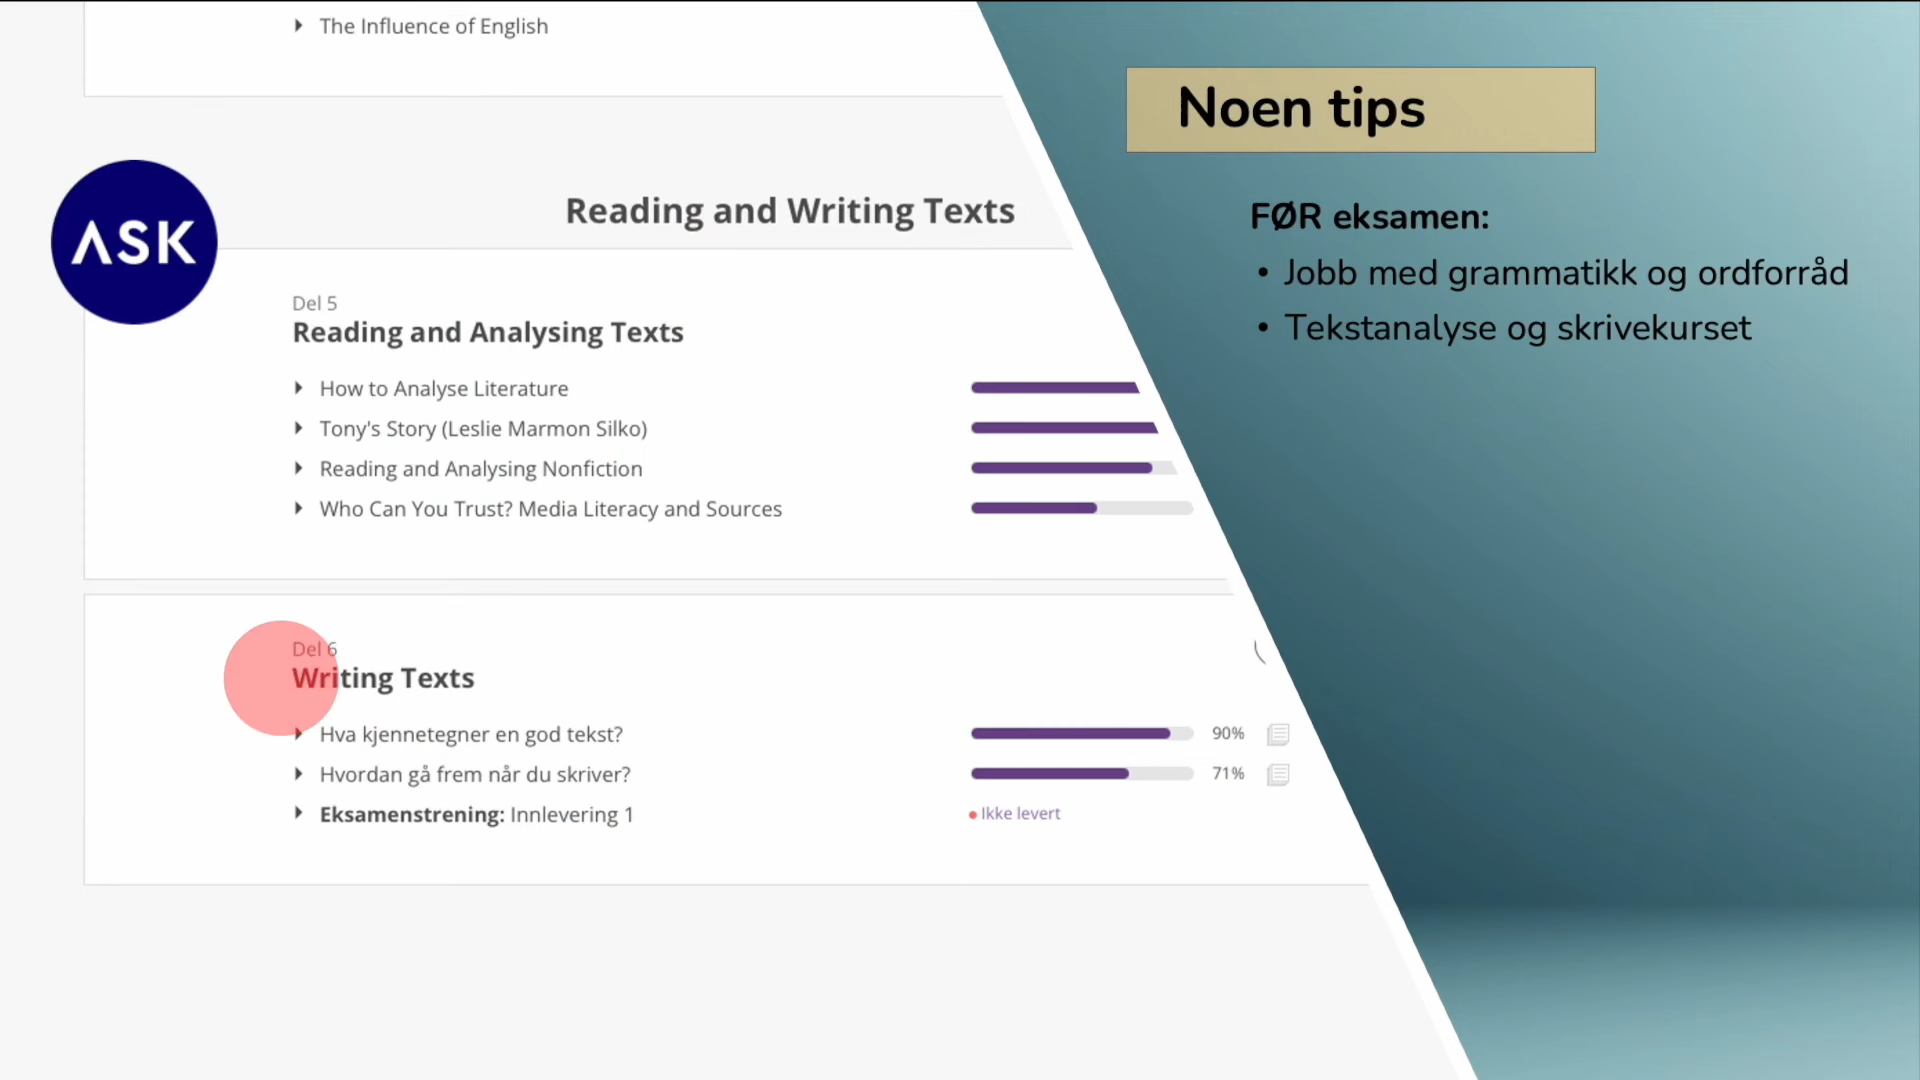 The Influence of English
ASK
Reading and Writing Texts
Del 5
Reading and Analysing Texts
How to Analyse Literature
Tony's Story (Leslie Marmon Silko)
Reading and Analysing Nonfiction
Who Can You Trust? Media Literacy and Sources
Del 6
Writing Texts
Hva kjennetegner en god tekst? 90%
Hvordan gå frem når du skriver? 71%
Eksamenstrening: Innlevering 1 • Ikke levert
Noen tips
FØR eksamen:
• Jobb med grammatikk og ordforråd
• Tekstanalyse og skrivekurset